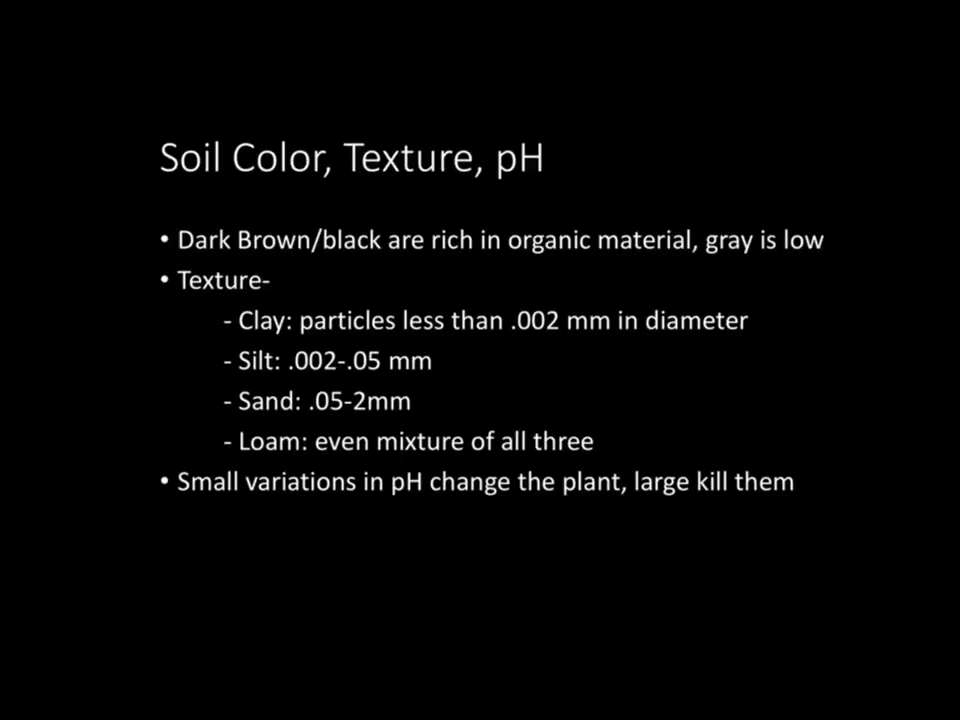 Soil Color, Texture, pH
• Dark Brown/black are rich in organic material, gray is low
• Texture-
- Clay: particles less than .002 mm in diameter
- Silt: .002-.05 mm
- Sand: .05-2mm
- Loam: even mixture of all three
• Small variations in pH change the plant, large kill them